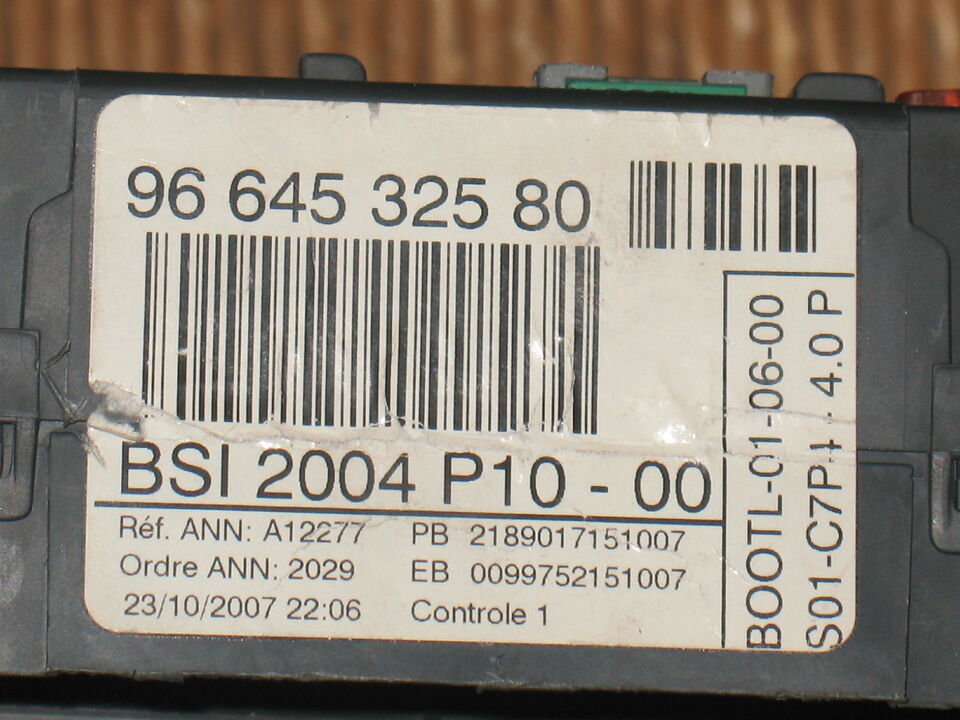 96 645 325 80
BSI 2004 P10 - 00
Réf. ANN: A12277 PB 2189017151007
Ordre ANN: 2029 EB 0099752151007
23/10/2007 22:06 Controle 1
BOOTL-01-06-00
S01-C7P4 - 4.0 P